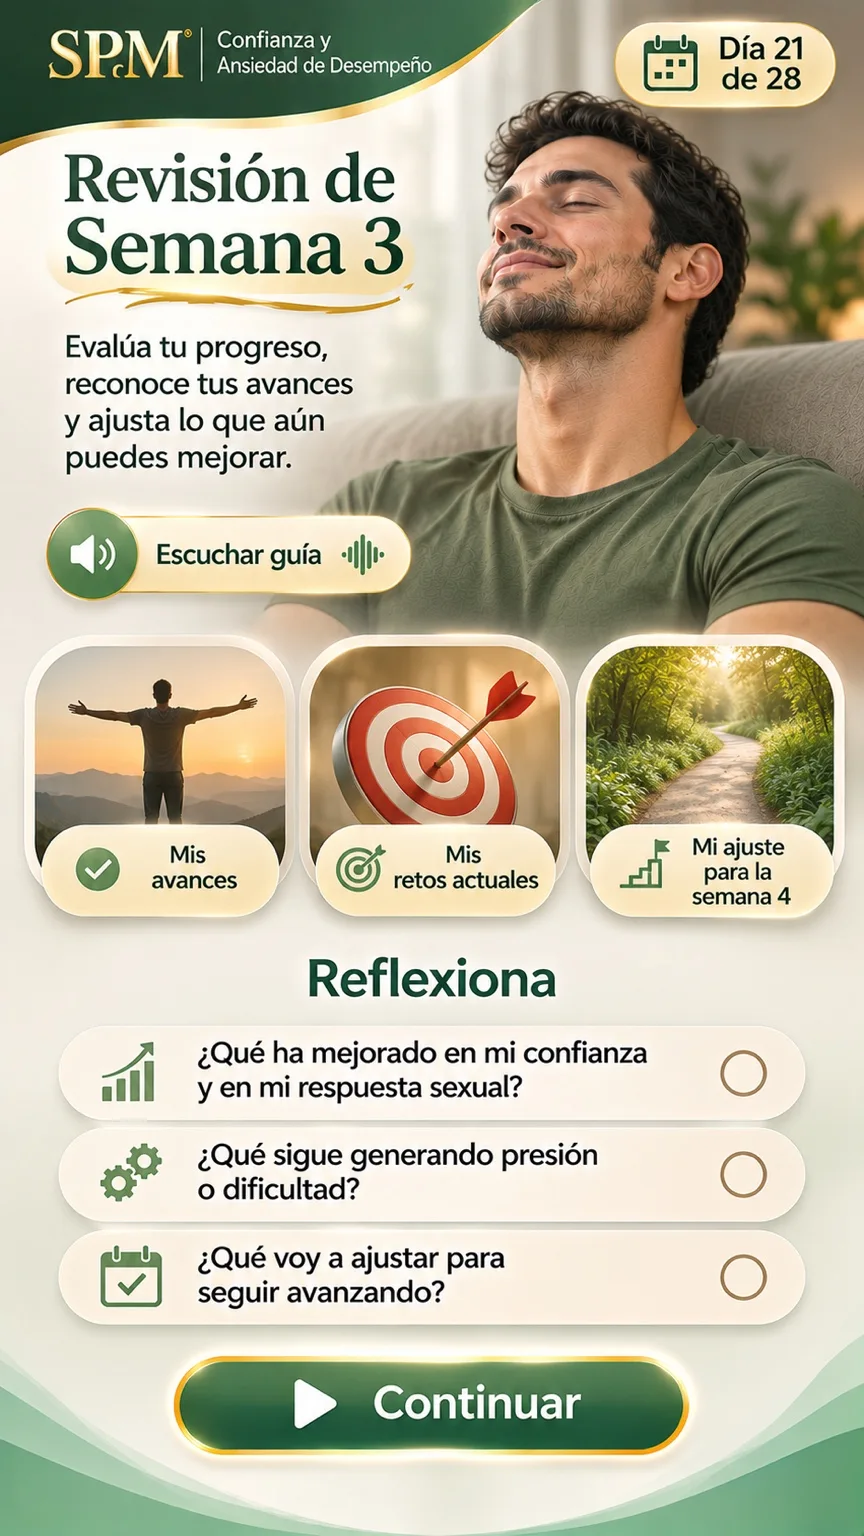 SPcM®
Confianza y
Ansiedad de Desempeño
Día 21
de 28
Revisión de
Semana 3
Evalúa tu progreso,
reconoce tus avances
y ajusta lo que aún
puedes mejorar.
Escuchar guía
Mis
avances
Mis
retos actuales
Mi ajuste
para la
semana 4
Reflexiona
¿Qué ha mejorado en mi confianza
y en mi respuesta sexual?
¿Qué sigue generando presión
o dificultad?
¿Qué voy a ajustar para
seguir avanzando?
Continuar